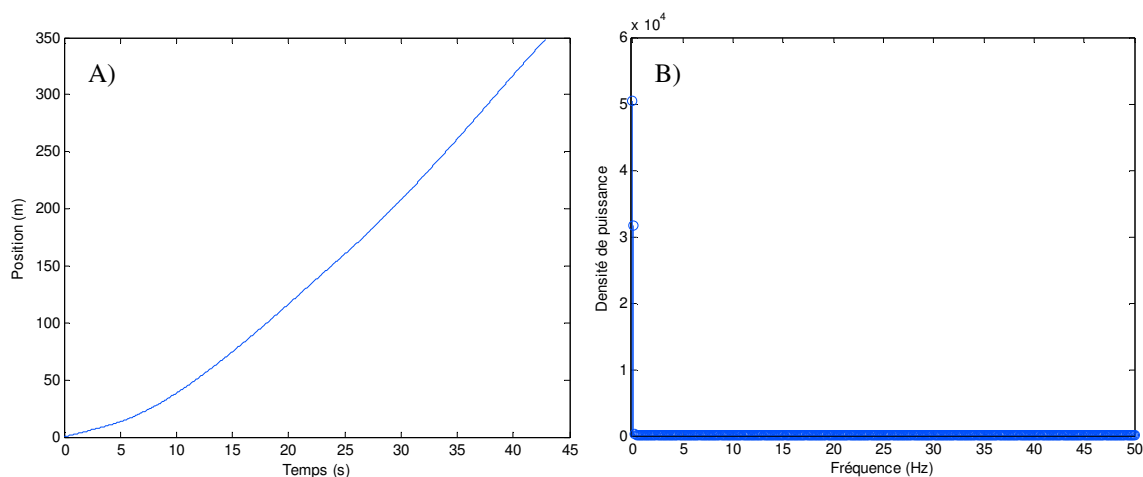 A)
350
300
250
200
150
100
50
0
0 5 10 15 20 25 30 35 40 45
Position (m)
Temps (s)
B)
x 10⁴
6
5
4
3
2
1
0
0 5 10 15 20 25 30 35 40 45 50
Densité de puissance
Fréquence (Hz)